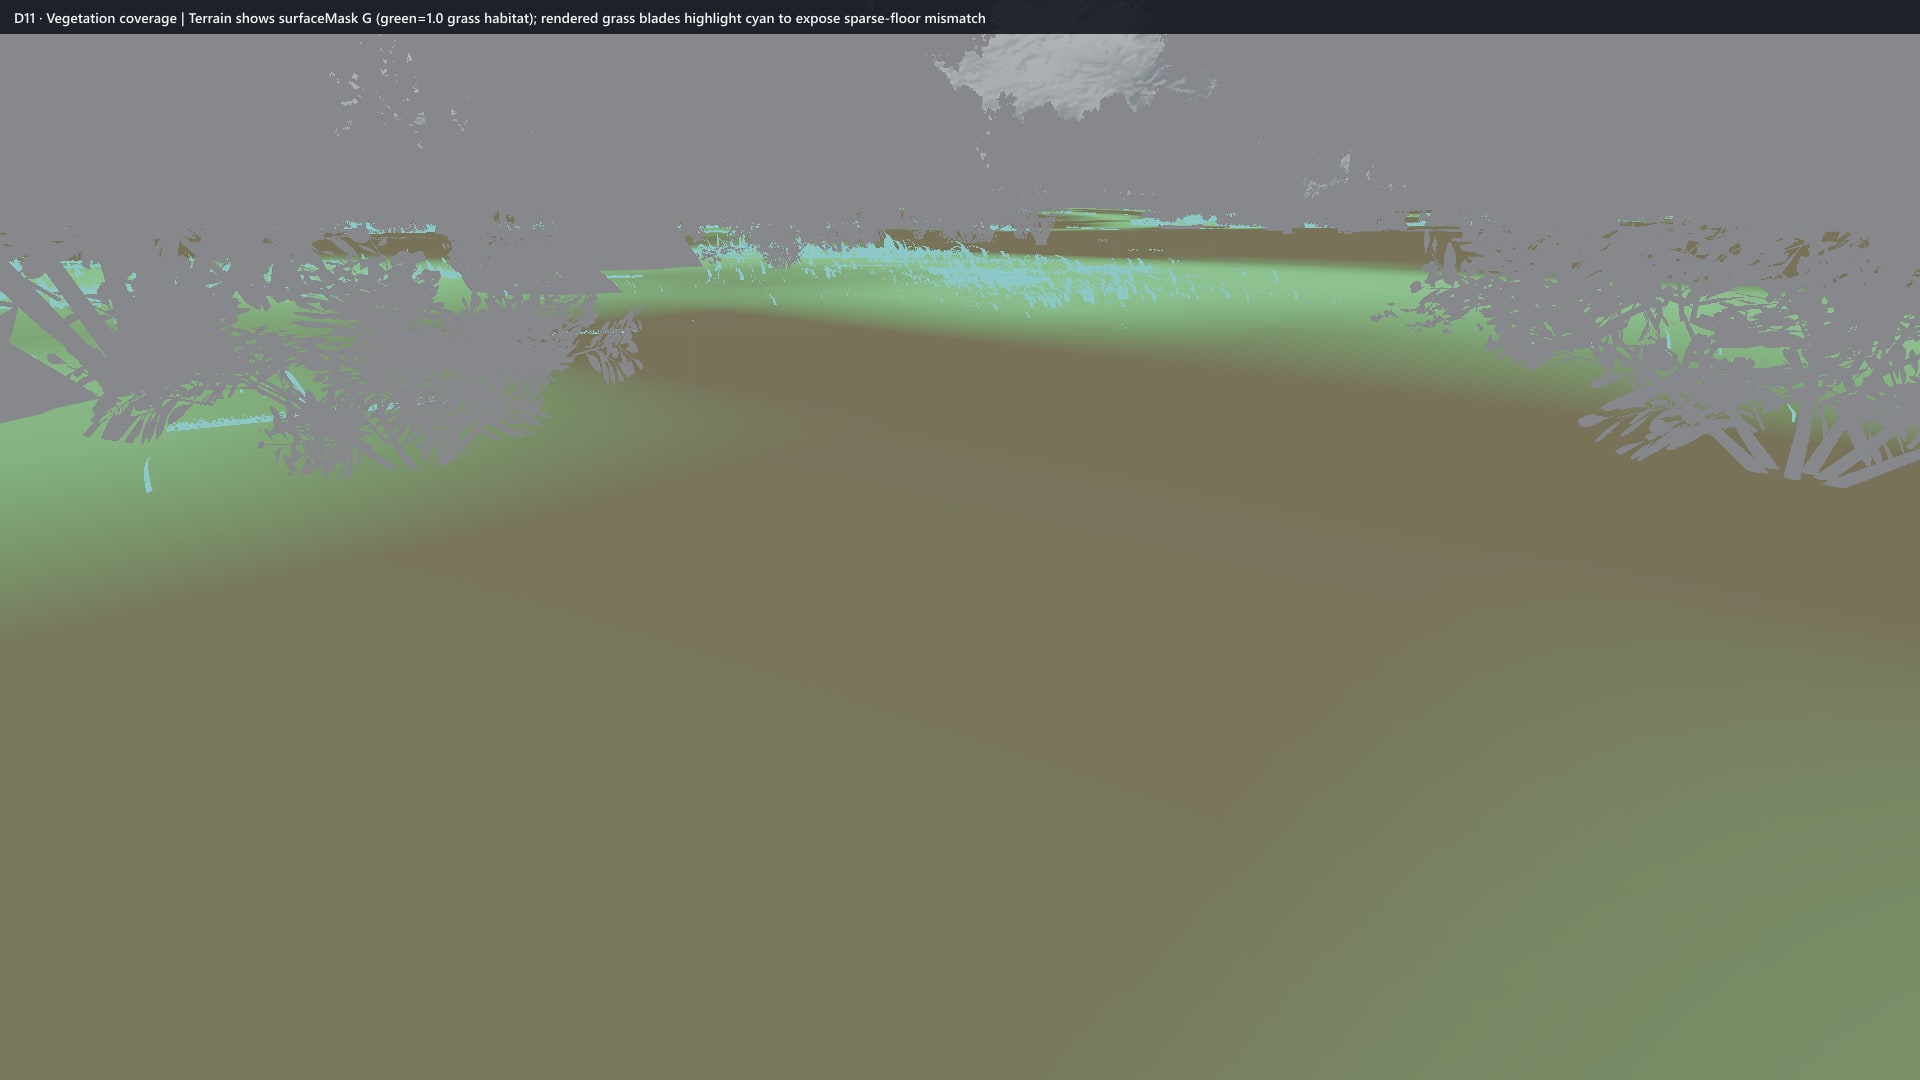 D11 · Vegetation coverage | Terrain shows surfaceMask G (green=1.0 grass habitat); rendered grass blades highlight cyan to expose sparse-floor mismatch